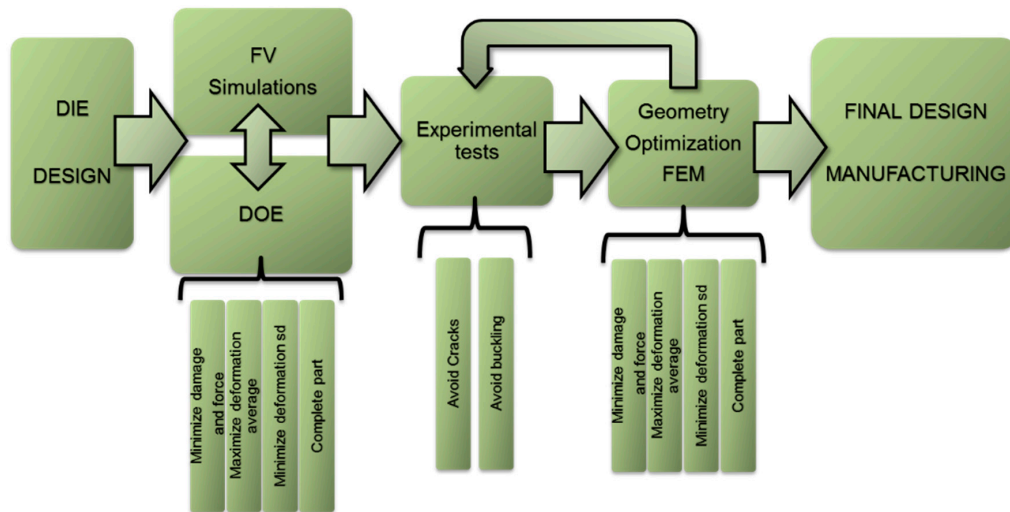 DIE
DESIGN
FV
Simulations
DOE
Experimental
tests
Geometry
Optimization
FEM
FINAL DESIGN
MANUFACTURING
Minimize damage
and force
Maximize deformation
average
Minimize deformation sd
Complete part
Avoid Cracks
Avoid buckling
Minimize damage
and force
Maximize deformation
average
Minimize deformation sd
Complete part